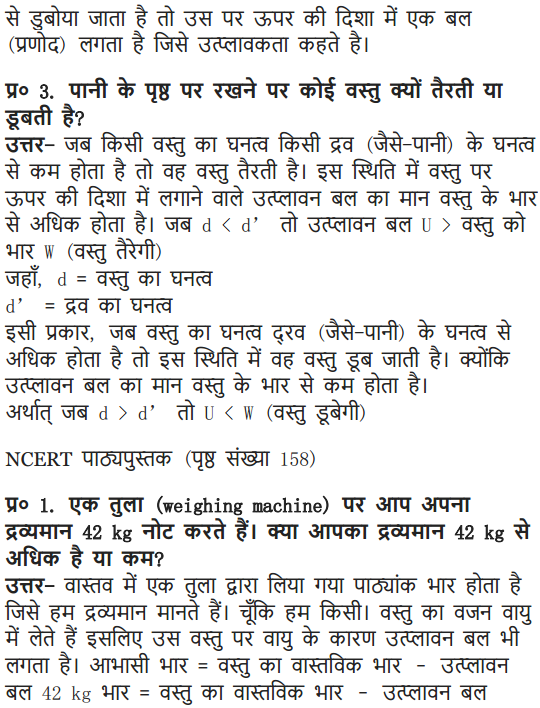 से डुबोया जाता है तो उस पर ऊपर की दिशा में एक बल
(प्रणोद) लगता है जिसे उत्प्लावकता कहते है।
प्र० 3. पानी के पृष्ठ पर रखने पर कोई वस्तु क्यों तैरती या
डूबती है?
उत्तर- जब किसी वस्तु का घनत्व किसी द्रव (जैसे-पानी) के घनत्व
से कम होता है तो वह वस्तु तैरती है। इस स्थिति में वस्तु पर
ऊपर की दिशा में लगाने वाले उत्प्लावन बल का मान वस्तु के भार
से अधिक होता है। जब d < d’ तो उत्प्लावन बल U > वस्तु को
भार W (वस्तु तैरेगी)
जहाँ, d = वस्तु का घनत्व
d’ = द्रव का घनत्व
इसी प्रकार, जब वस्तु का घनत्व द्रव (जैसे-पानी) के घनत्व से
अधिक होता है तो इस स्थिति में वह वस्तु डूब जाती है। क्योंकि
उत्प्लावन बल का मान वस्तु के भार से कम होता है।
अर्थात् जब d > d’ तो U < W (वस्तु डूबेगी)
NCERT पाठ्यपुस्तक (पृष्ठ संख्या 158)
प्र० 1. एक तुला (weighing machine) पर आप अपना
द्रव्यमान 42 kg नोट करते हैं। क्या आपका द्रव्यमान 42 kg से
अधिक है या कम?
उत्तर- वास्तव में एक तुला द्वारा लिया गया पाठ्यांक भार होता है
जिसे हम द्रव्यमान मानते हैं। चूँकि हम किसी। वस्तु का वजन वायु
में लेते हैं इसलिए उस वस्तु पर वायु के कारण उत्प्लावन बल भी
लगता है। आभासी भार = वस्तु का वास्तविक भार - उत्प्लावन
बल 42 kg भार = वस्तु का वास्तविक भार - उत्प्लावन बल